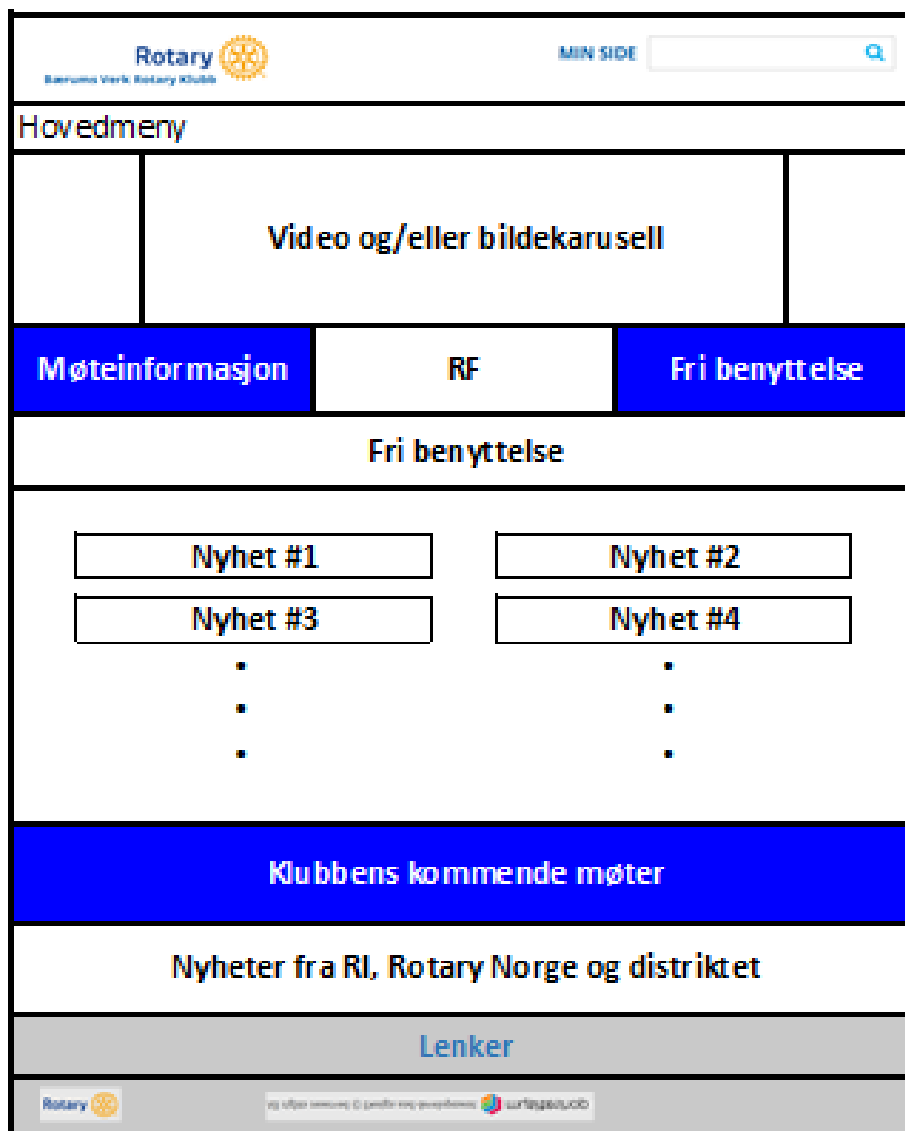 Rotary
Bærums Verk Rotary Klubb
MIN SIDE
Hovedmeny
Video og/eller bildekarusell
Møteinformasjon
RF
Fri benyttelse
Fri benyttelse
Nyhet #1
Nyhet #2
Nyhet #3
Nyhet #4
Klubbens kommende møter
Nyheter fra RI, Rotary Norge og distriktet
Lenker
Rotary